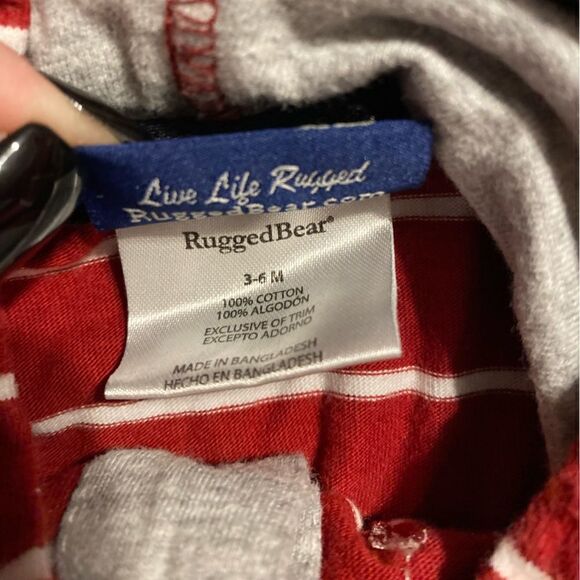 Live Life Rugged
RuggedBear.com
RuggedBear®
3-6 M
100% COTTON
100% ALGODÓN
EXCLUSIVE OF TRIM
EXCEPTO ADORNO
MADE IN BANGLADESH
HECHO EN BANGLADESH